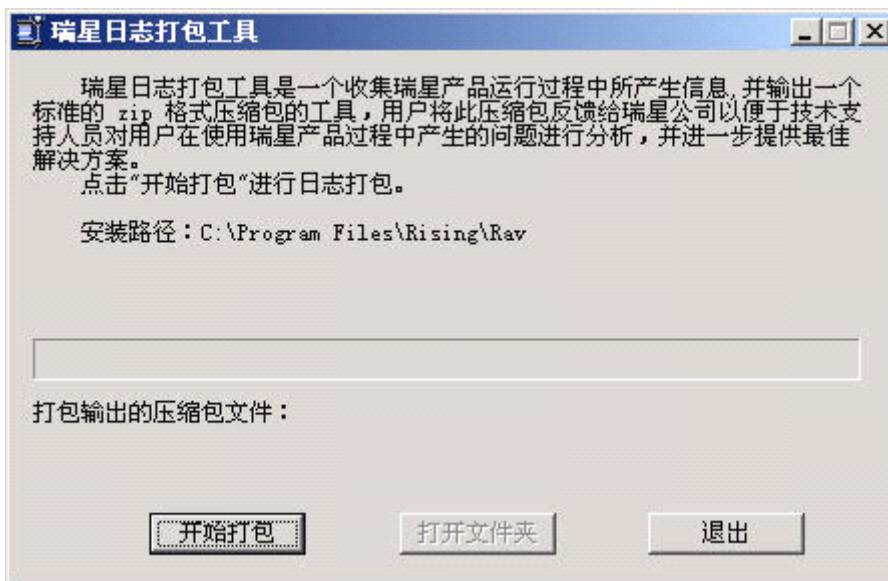 瑞星日志打包工具
瑞星日志打包工具是一个收集瑞星产品运行过程中所产生信息,并输出一个
标准的 zip 格式压缩包的工具，用户将此压缩包反馈给瑞星公司以便于技术支
持人员对用户在使用瑞星产品过程中产生的问题进行分析，并进一步提供最佳
解决方案。
点击“开始打包“进行日志打包。
安装路径：C:\Program Files\Rising\Rav
打包输出的压缩包文件：
开始打包 打开文件夹 退出